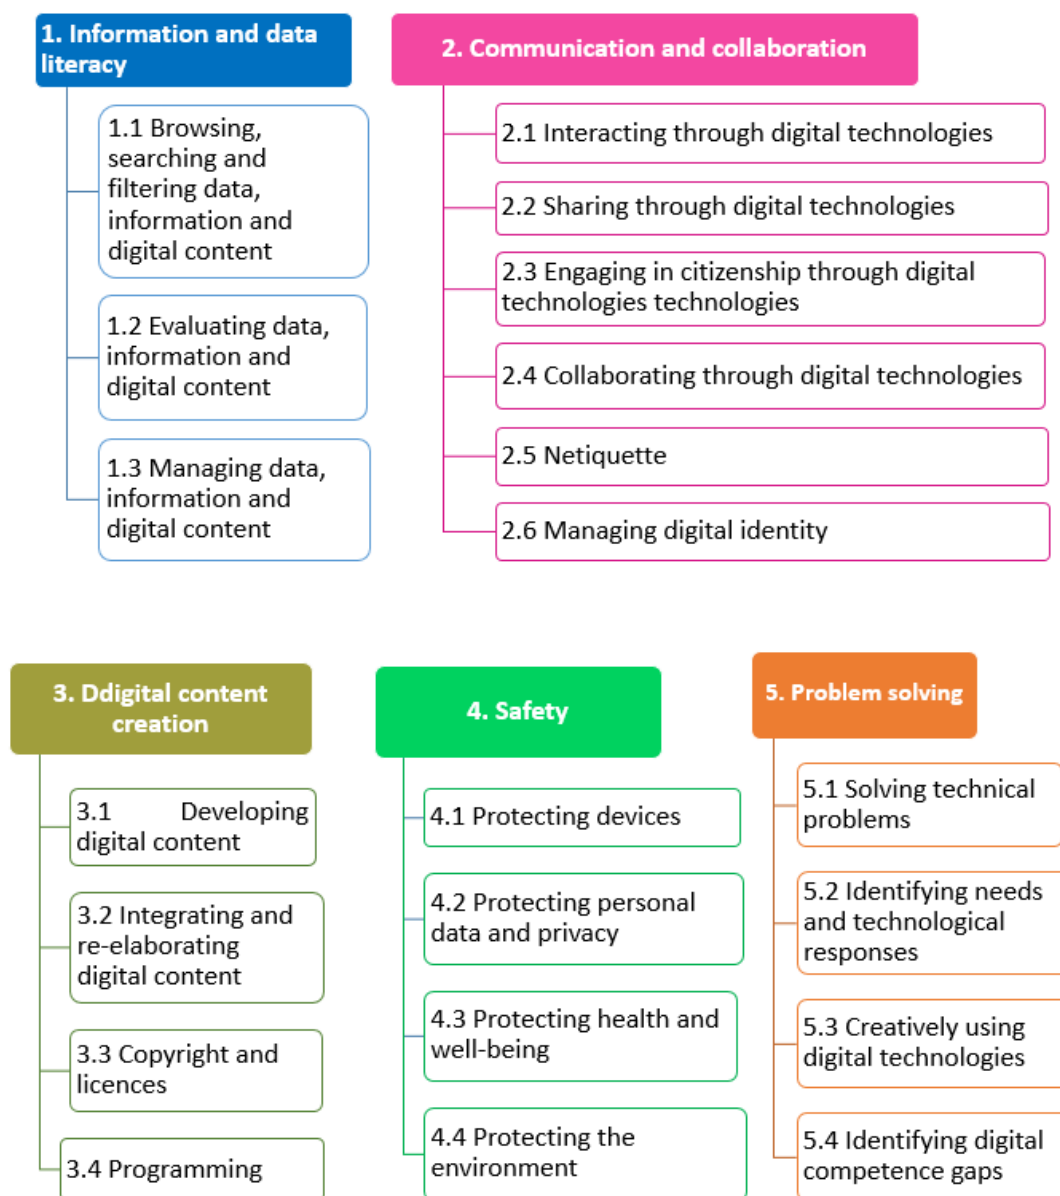 1. Information and data
literacy
1.1 Browsing,
searching and
filtering data,
information and
digital content
1.2 Evaluating data,
information and
digital content
1.3 Managing data,
information and
digital content
2. Communication and collaboration
2.1 Interacting through digital technologies
2.2 Sharing through digital technologies
2.3 Engaging in citizenship through digital
technologies technologies
2.4 Collaborating through digital technologies
2.5 Netiquette
2.6 Managing digital identity
3. Ddigital content
creation
3.1 Developing
digital content
3.2 Integrating and
re-elaborating
digital content
3.3 Copyright and
licences
3.4 Programming
4. Safety
4.1 Protecting devices
4.2 Protecting personal
data and privacy
4.3 Protecting health and
well-being
4.4 Protecting the
environment
5. Problem solving
5.1 Solving technical
problems
5.2 Identifying needs
and technological
responses
5.3 Creatively using
digital technologies
5.4 Identifying digital
competence gaps